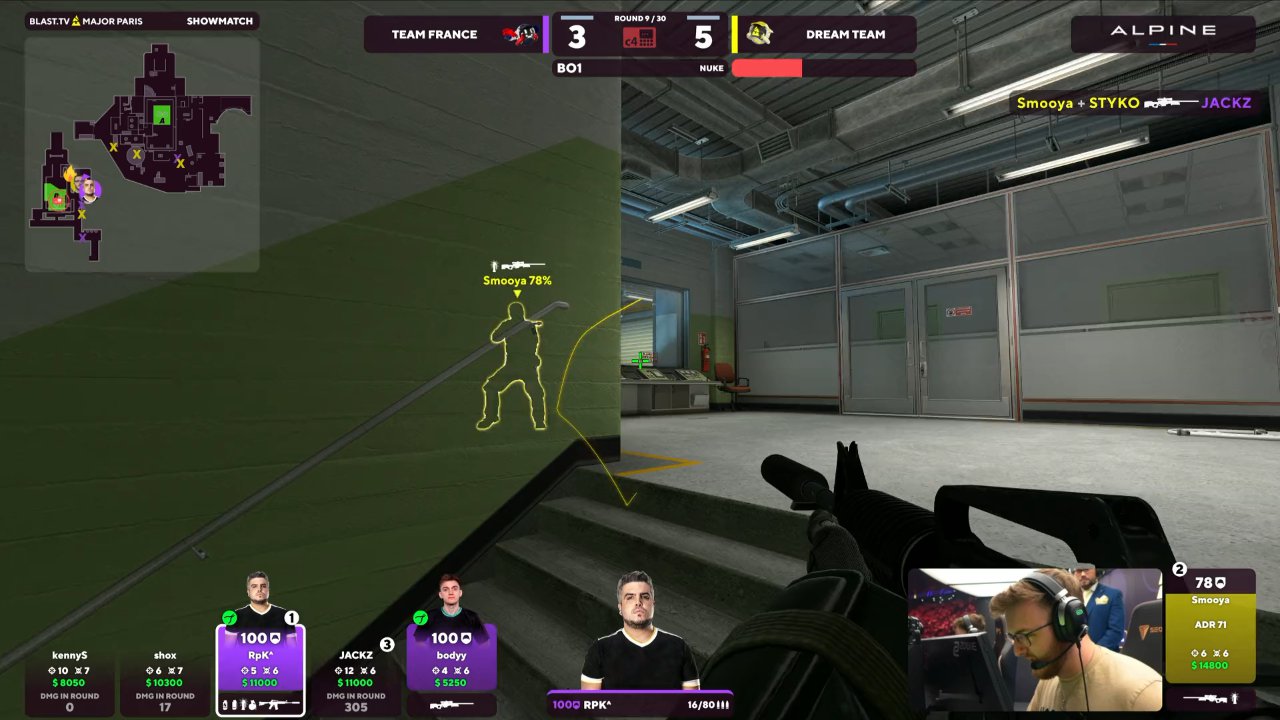 BLAST.TV MAJOR PARIS SHOWMATCH
TEAM FRANCE 3 ROUND 9 / 30 5 DREAM TEAM
C4
BO1 NUKE
ALPINE
Smooya + STYKO JACKZ
Smooya 78%
kennyS
10 7
$ 8050
DMG IN ROUND
0
shox
6 7
$ 10300
DMG IN ROUND
17
1
100
RpK^
5 6
$ 11000
3
JACKZ
12 6
$ 11000
DMG IN ROUND
305
100
bodyy
4 6
$ 5250
100 RPK^ 16/80
2
78
Smooya
ADR 71
6 6
$ 14800